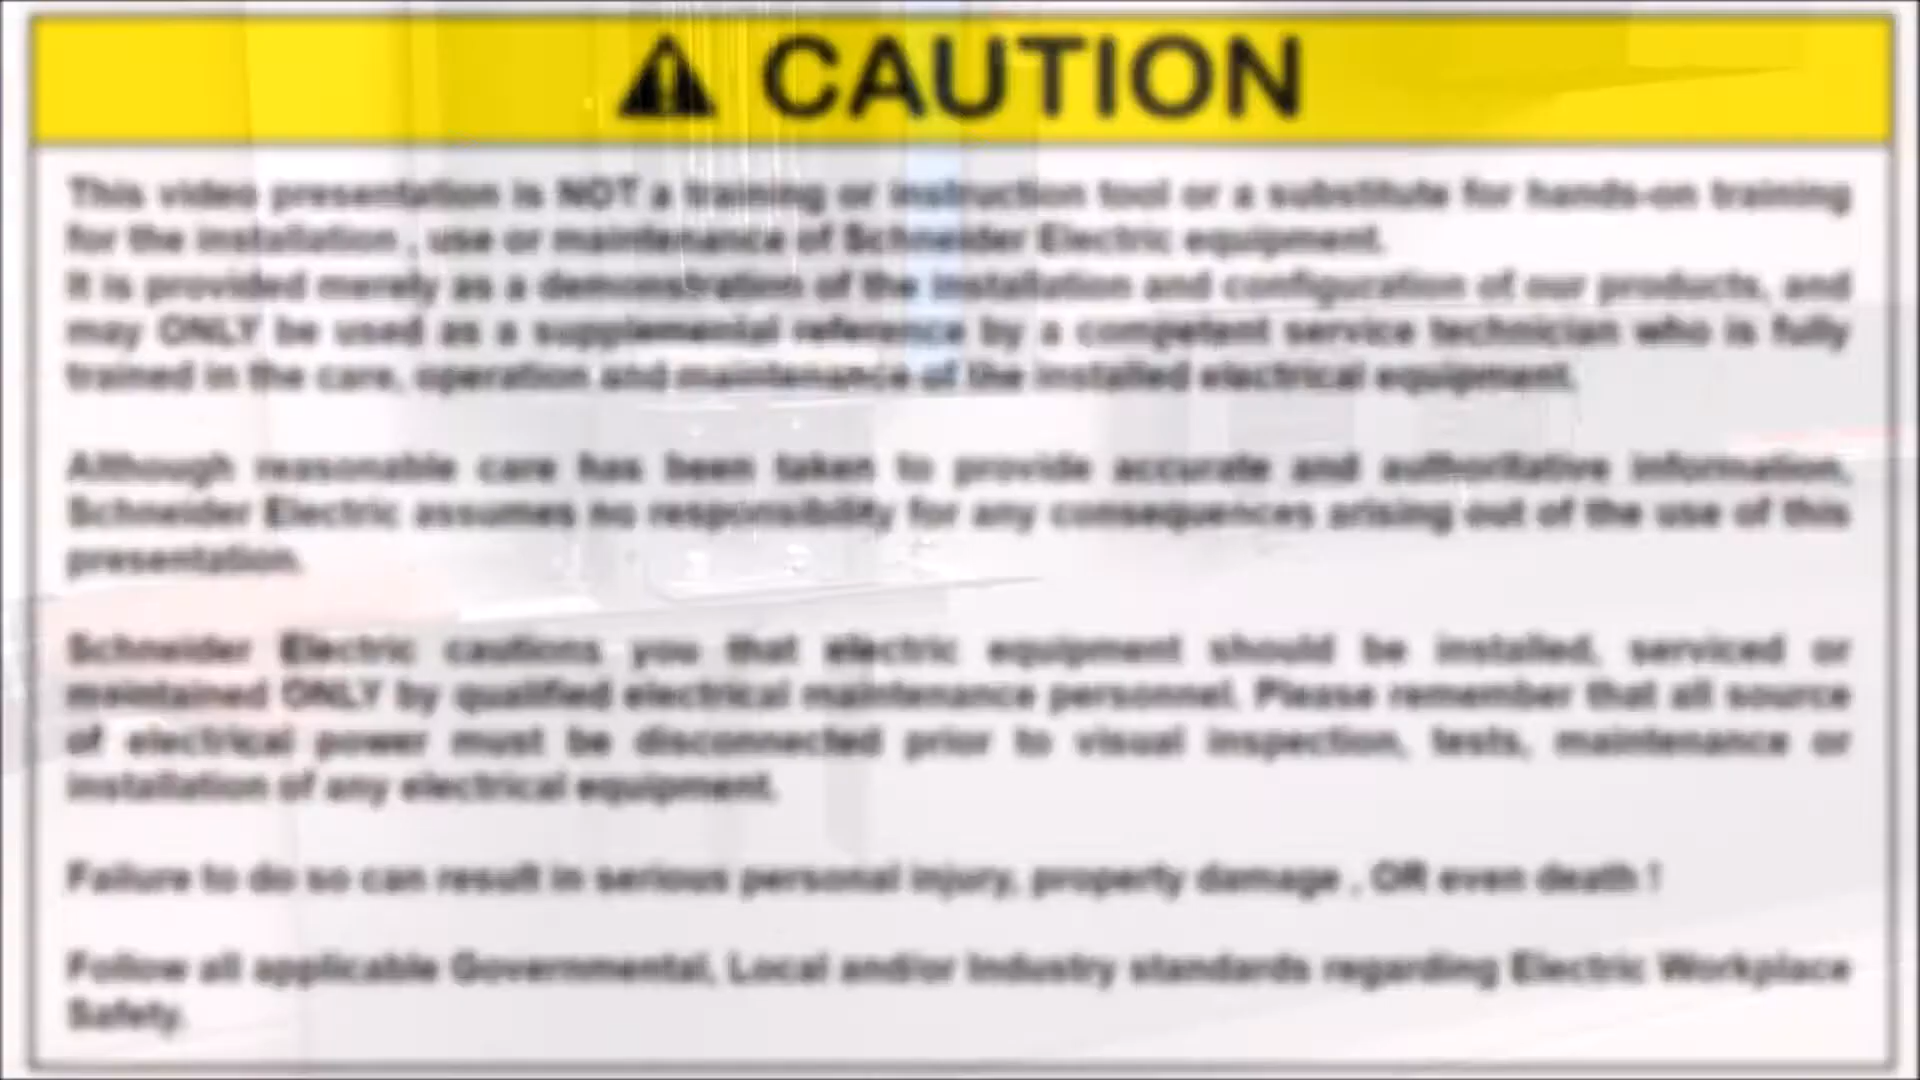 CAUTION
This video presentation is NOT a training or instruction tool or a substitute for hands-on training
for the installation , use or maintenance of Schneider Electric equipment.
It is provided merely as a demonstration of the installation and configuration of our products, and
may ONLY be used as a supplemental reference by a competent service technician who is fully
trained in the care, operation and maintenance of the installed electrical equipment.
Although reasonable care has been taken to provide accurate and authoritative information,
Schneider Electric assumes no responsibility for any consequences arising out of the use of this
presentation.
Schneider Electric cautions you that electric equipment should be installed, serviced or
maintained ONLY by qualified electrical maintenance personnel. Please remember that all source
of electrical power must be disconnected prior to visual inspection, tests, maintenance or
installation of any electrical equipment.
Failure to do so can result in serious personal injury, property damage , OR even death !
Follow all applicable Governmental, Local and/or Industry standards regarding Electric Workplace
Safety.